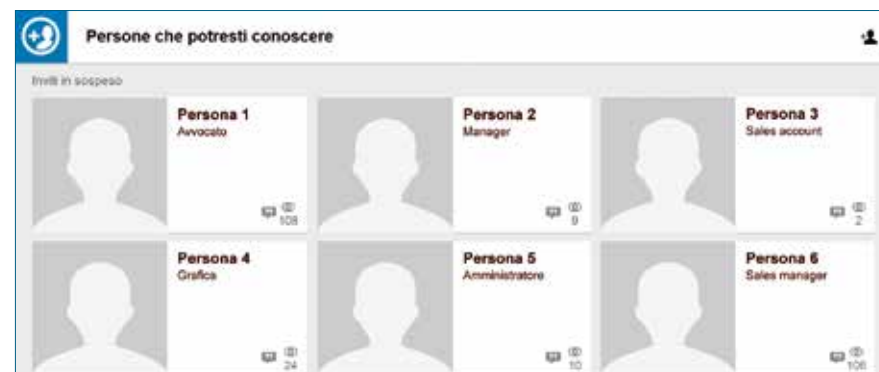 Persone che potresti conoscere
Inviti in sospeso
Persona 1
Avvocato
108
Persona 2
Manager
9
Persona 3
Sales account
2
Persona 4
Grafica
24
Persona 5
Amministratore
10
Persona 6
Sales manager
106